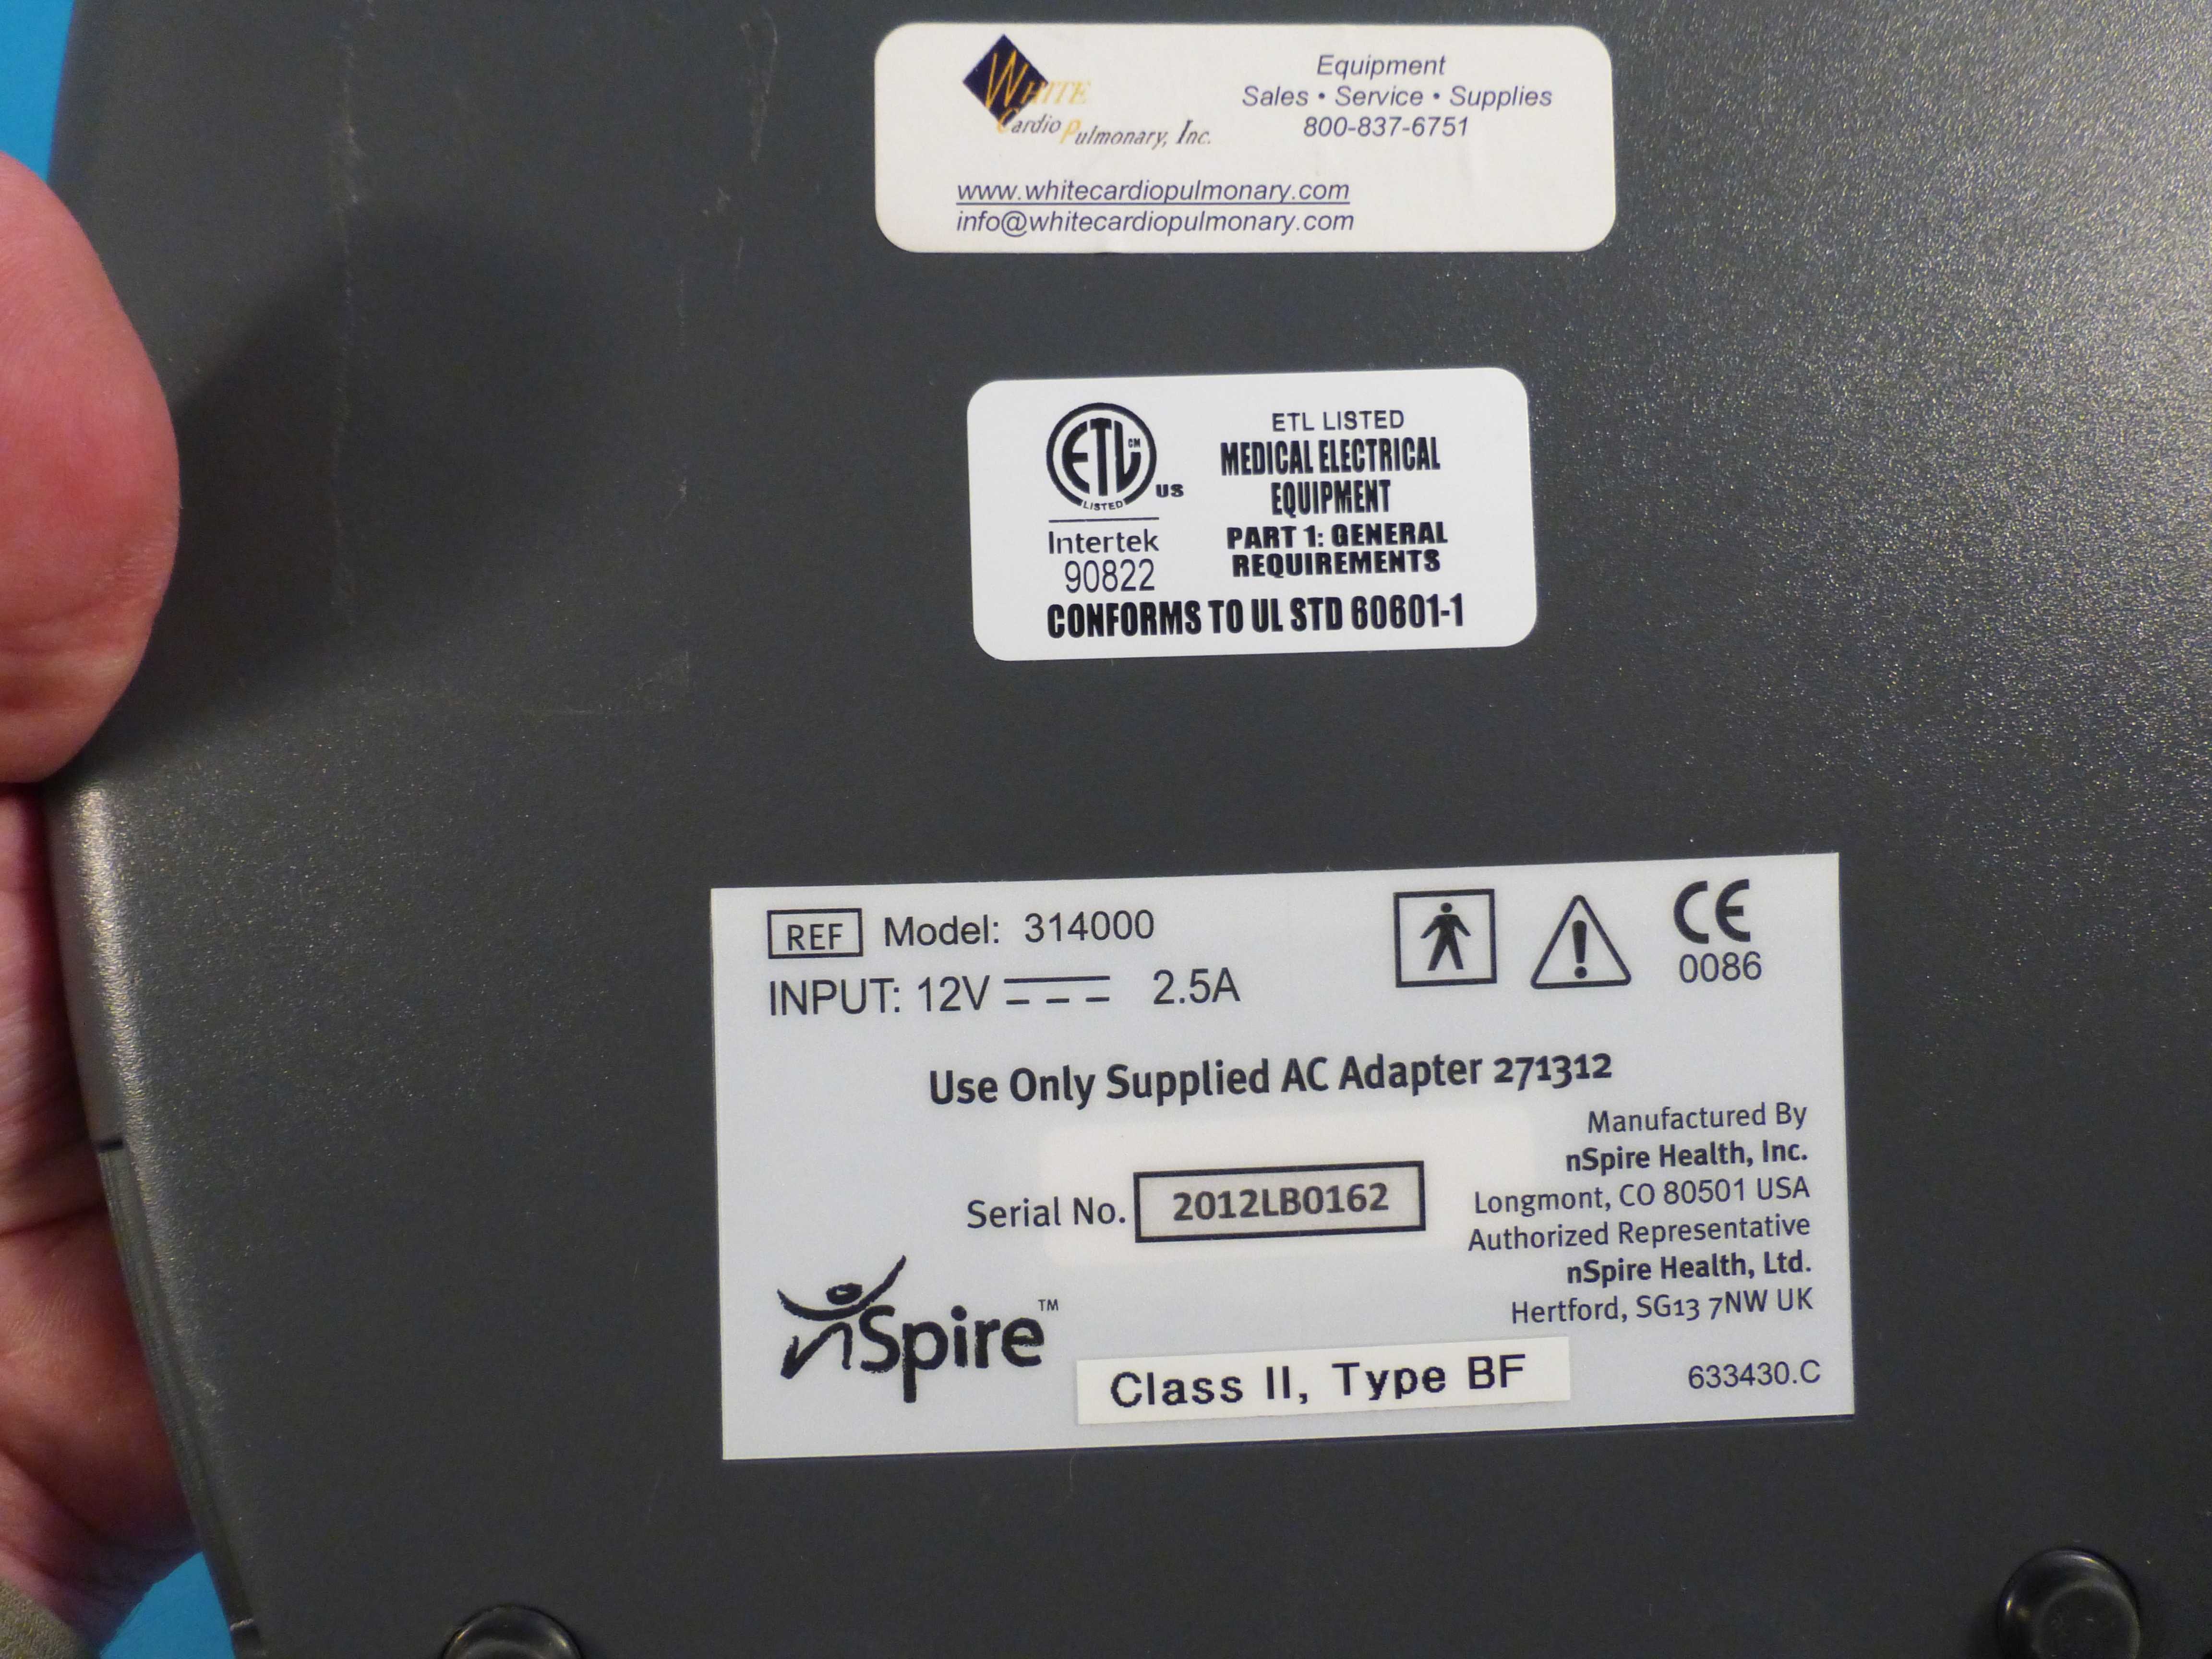 WHITE
Cardio Pulmonary, Inc.
Equipment
Sales • Service • Supplies
800-837-6751
www.whitecardiopulmonary.com
info@whitecardiopulmonary.com
ETL CM
LISTED
US
Intertek
90822
ETL LISTED
MEDICAL ELECTRICAL
EQUIPMENT
PART 1: GENERAL
REQUIREMENTS
CONFORMS TO UL STD 60601-1
REF Model: 314000
INPUT: 12V 2.5A
CE
0086
Use Only Supplied AC Adapter 271312
Serial No. 2012LB0162
Manufactured By
nSpire Health, Inc.
Longmont, CO 80501 USA
Authorized Representative
nSpire Health, Ltd.
Hertford, SG13 7NW UK
nSpire™
Class II, Type BF
633430.C